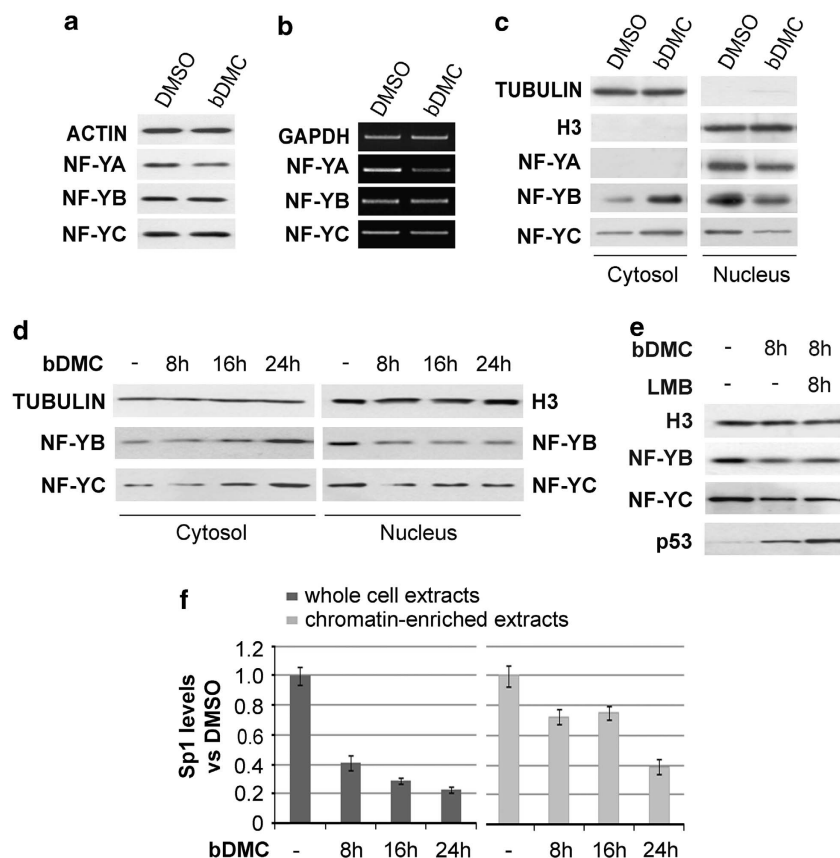 a
DMSO bDMC
ACTIN
NF-YA
NF-YB
NF-YC
b
DMSO bDMC
GAPDH
NF-YA
NF-YB
NF-YC
c
DMSO bDMC DMSO bDMC
TUBULIN
H3
NF-YA
NF-YB
NF-YC
Cytosol Nucleus
d
bDMC - 8h 16h 24h - 8h 16h 24h
TUBULIN H3
NF-YB NF-YB
NF-YC NF-YC
Cytosol Nucleus
e
bDMC - 8h 8h
LMB - - 8h
H3
NF-YB
NF-YC
p53
f
whole cell extracts
chromatin-enriched extracts
Sp1 levels
vs DMSO
1.2
1.0
0.8
0.6
0.4
0.2
0
bDMC - 8h 16h 24h - 8h 16h 24h